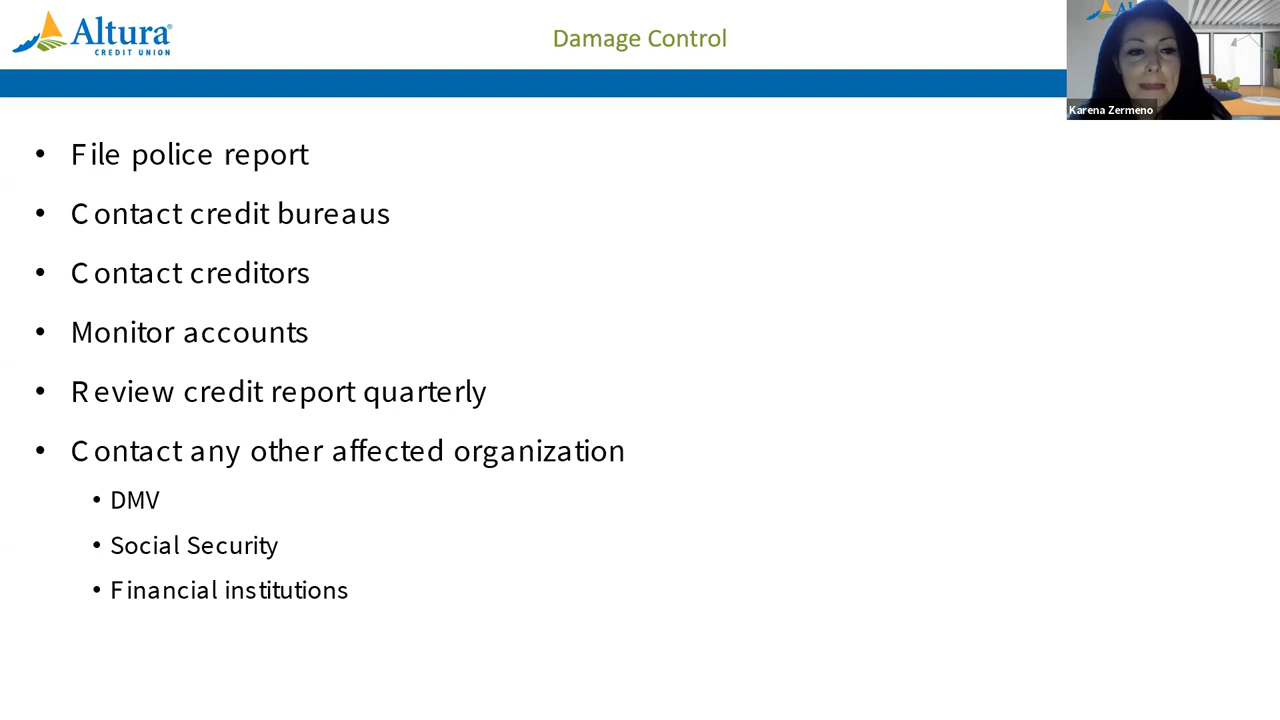 Altura
CREDIT UNION
Damage Control
Karena Zermeno
• File police report
• Contact credit bureaus
• Contact creditors
• Monitor accounts
• Review credit report quarterly
• Contact any other affected organization
• DMV
• Social Security
• Financial institutions